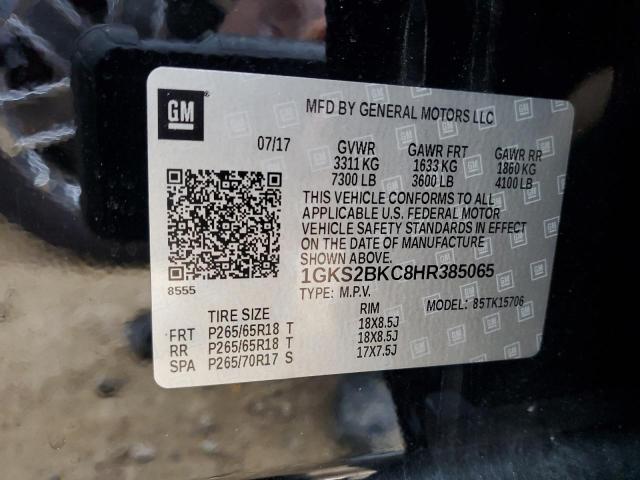 GM
MFD BY GENERAL MOTORS LLC
07/17 GVWR GAWR FRT GAWR RR
3311 KG 1633 KG 1860 KG
7300 LB 3600 LB 4100 LB
THIS VEHICLE CONFORMS TO ALL
APPLICABLE U.S. FEDERAL MOTOR
VEHICLE SAFETY STANDARDS IN EFFECT
ON THE DATE OF MANUFACTURE
SHOWN ABOVE.
1GKS2BKC8HR385065
8555
TYPE: M.P.V. MODEL: 85TK15706
TIRE SIZE RIM
FRT P265/65R18 T 18X8.5J
RR P265/65R18 T 18X8.5J
SPA P265/70R17 S 17X7.5J